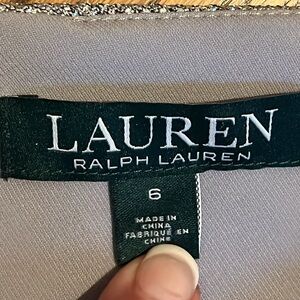 LAUREN
RALPH LAUREN
6
MADE IN
CHINA
FABRIQUÉ EN
CHINE